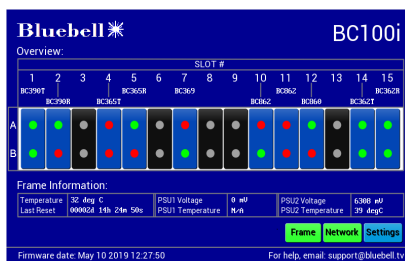 Bluebell
BC100i
Overview:
SLOT #
1 2 3 4 5 6 7 8 9 10 11 12 13 14 15
BC390T BC365R BC369 BC862 BC362R
BC390R BC365T BC862 BC860 BC362T
A
B
Frame Information:
Temperature 32 deg C PSU1 Voltage 0 mV PSU2 Voltage 6308 mV
Last Reset 00002d 14h 24m 50s PSU1 Temperature N/A PSU2 Temperature 39 degC
Frame Network Settings
Firmware date: May 10 2019 12:27:50 For help, email: support@bluebell.tv